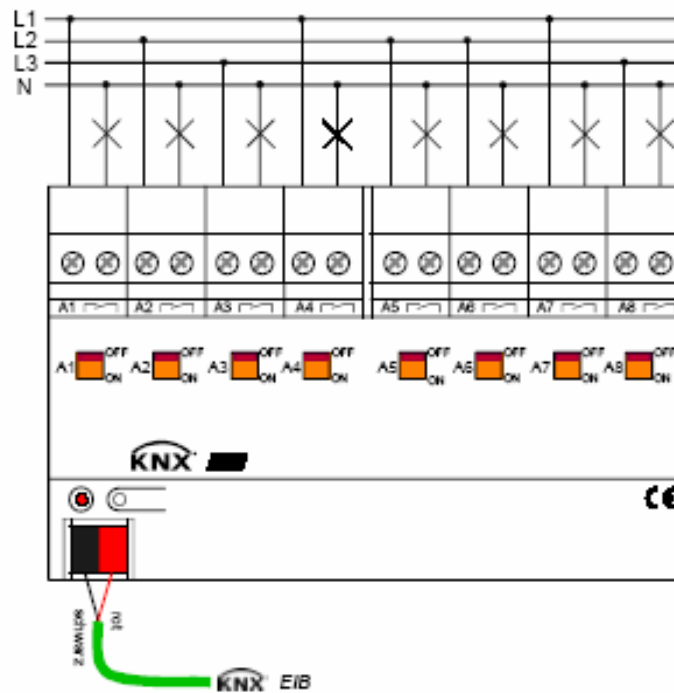 L1
L2
L3
N
A1 A2 A3 A4 A5 A6 A7 A8
A1 OFF ON A2 OFF ON A3 OFF ON A4 OFF ON A5 OFF ON A6 OFF ON A7 OFF ON A8 OFF ON
KNX
CE
schwarz
rot
KNX EIB